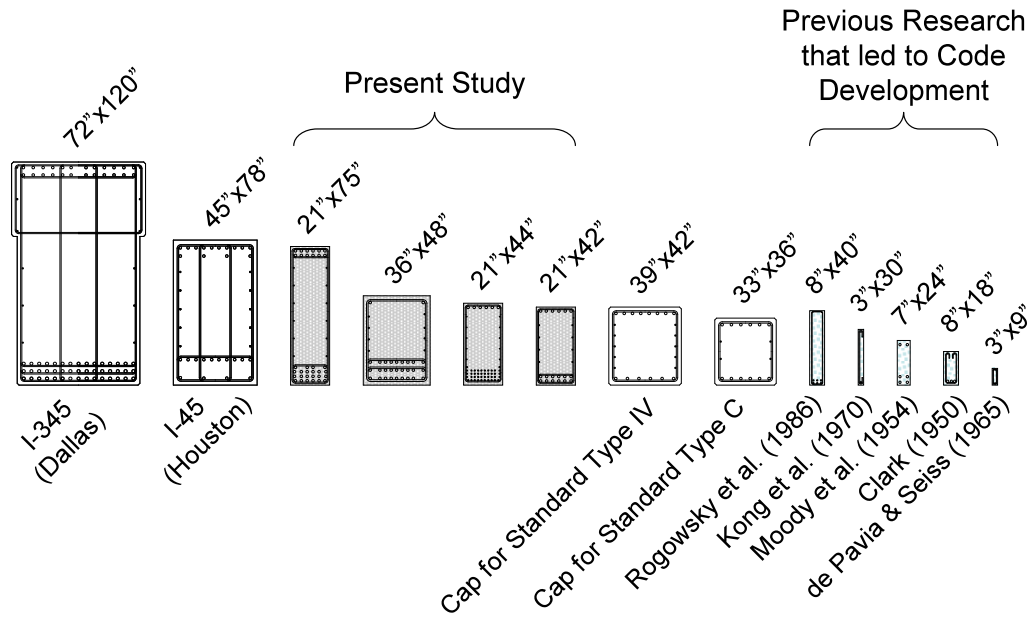 Previous Research
that led to Code
Development
Present Study
72”x120”
45”x78”
21”x75”
36”x48”
21”x44”
21”x42”
39”x42”
33”x36”
8”x40”
3”x30”
7”x24”
8”x18”
3”x9”
I-345
(Dallas)
I-45
(Houston)
Cap for Standard Type IV
Cap for Standard Type C
Rogowsky et al. (1986)
Kong et al. (1970)
Moody et al. (1954)
Clark (1950)
de Pavia & Seiss (1965)